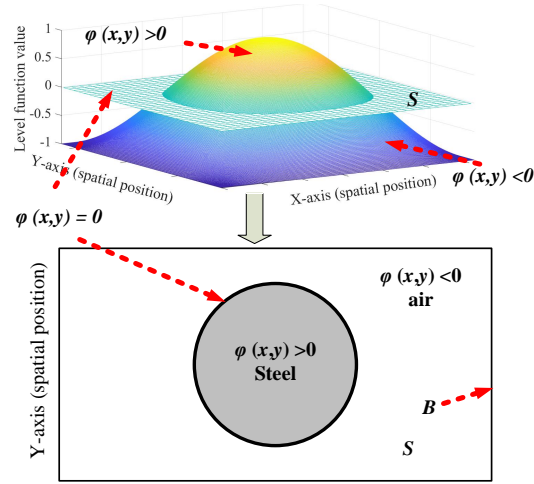 φ (x,y) >0
1
0.5
0
-0.5
-1
Level function value
S
Y-axis (spatial position)
X-axis (spatial position)
φ (x,y) <0
φ (x,y) = 0
φ (x,y) <0
air
φ (x,y) >0
Steel
B
S
Y-axis (spatial position)